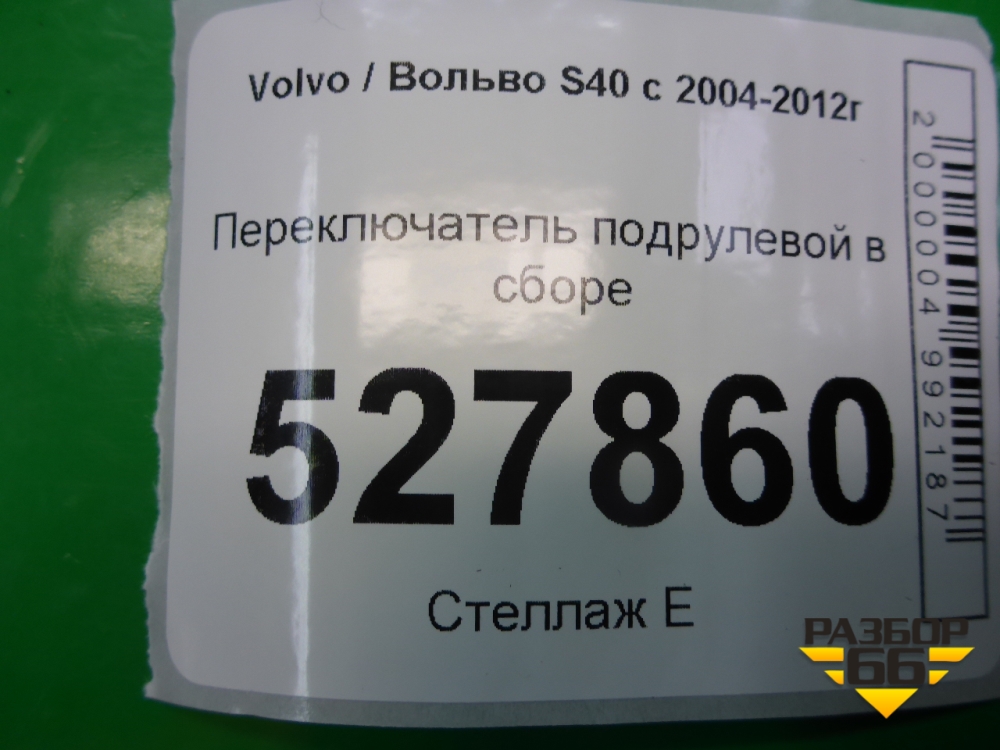 Volvo / Вольво S40 с 2004-2012г
Переключатель подрулевой в
сборе
527860
Стеллаж Е
2000004992187
РАЗБОР
66